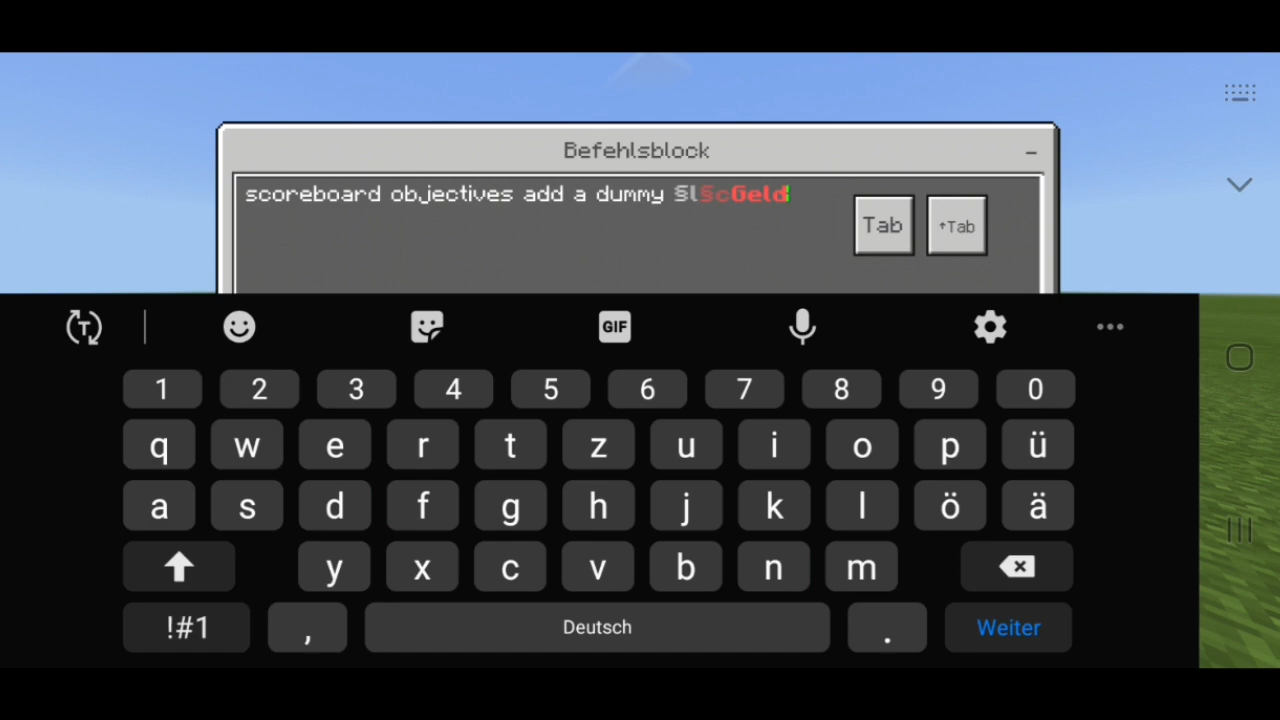 Befehlsblock
scoreboard objectives add a dummy §l§cGeld
Tab ↑Tab
T GIF
1 2 3 4 5 6 7 8 9 0
q w e r t z u i o p ü
a s d f g h j k l ö ä
y x c v b n m
!#1 , Deutsch . Weiter